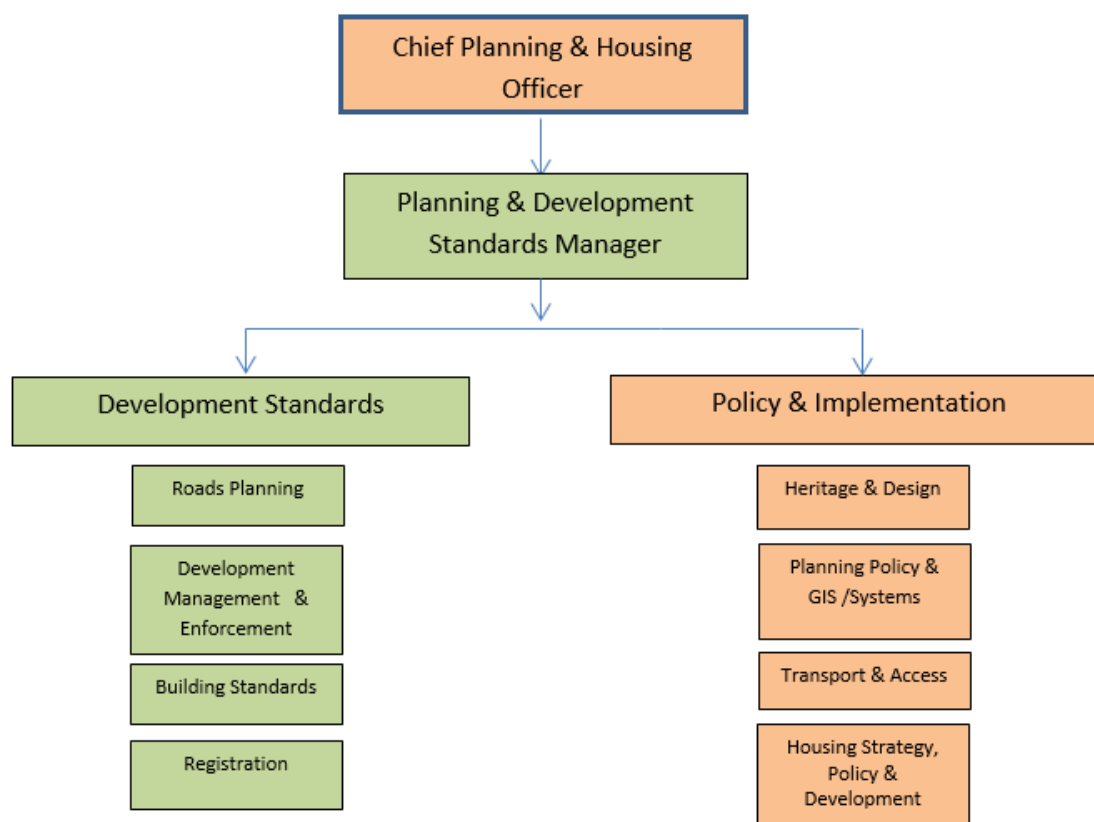 Chief Planning & Housing
Officer
Planning & Development
Standards Manager
Development Standards
Policy & Implementation
Roads Planning
Development
Management & 
Enforcement
Building Standards
Registration
Heritage & Design
Planning Policy &
GIS /Systems
Transport & Access
Housing Strategy,
Policy &
Development